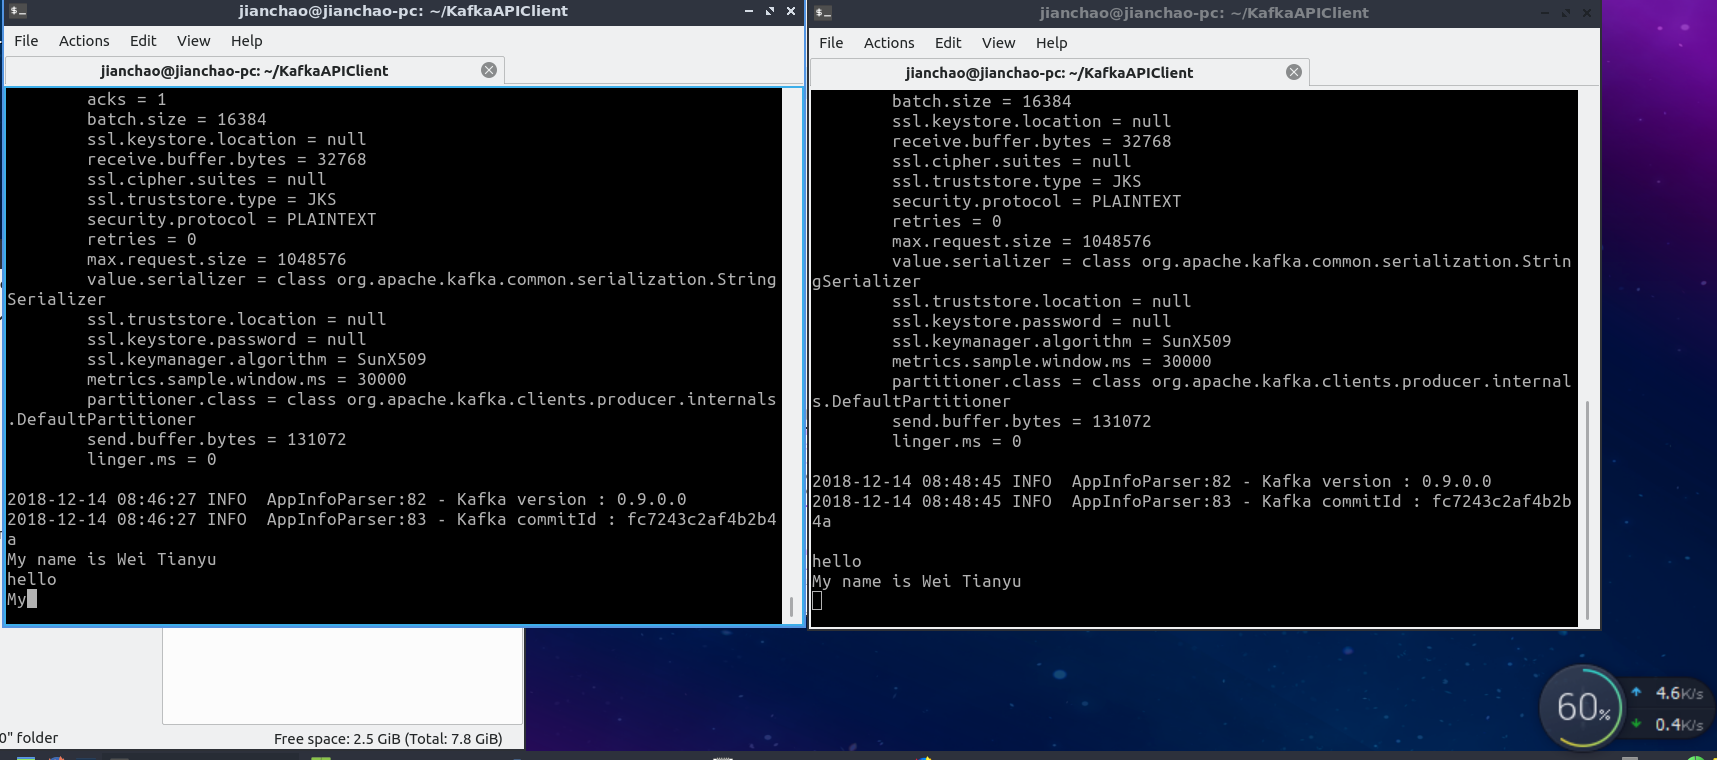 jianchao@jianchao-pc: ~/KafkaAPIClient
File Actions Edit View Help
jianchao@jianchao-pc: ~/KafkaAPIClient
acks = 1
batch.size = 16384
ssl.keystore.location = null
receive.buffer.bytes = 32768
ssl.cipher.suites = null
ssl.truststore.type = JKS
security.protocol = PLAINTEXT
retries = 0
max.request.size = 1048576
value.serializer = class org.apache.kafka.common.serialization.String
Serializer
ssl.truststore.location = null
ssl.keystore.password = null
ssl.keymanager.algorithm = SunX509
metrics.sample.window.ms = 30000
partitioner.class = class org.apache.kafka.clients.producer.internals
.DefaultPartitioner
send.buffer.bytes = 131072
linger.ms = 0
2018-12-14 08:46:27 INFO  AppInfoParser:82 - Kafka version : 0.9.0.0
2018-12-14 08:46:27 INFO  AppInfoParser:83 - Kafka commitId : fc7243c2af4b2b4
a
My name is Wei Tianyu
hello
My
jianchao@jianchao-pc: ~/KafkaAPIClient
File Actions Edit View Help
jianchao@jianchao-pc: ~/KafkaAPIClient
batch.size = 16384
ssl.keystore.location = null
receive.buffer.bytes = 32768
ssl.cipher.suites = null
ssl.truststore.type = JKS
security.protocol = PLAINTEXT
retries = 0
max.request.size = 1048576
value.serializer = class org.apache.kafka.common.serialization.Strin
gSerializer
ssl.truststore.location = null
ssl.keystore.password = null
ssl.keymanager.algorithm = SunX509
metrics.sample.window.ms = 30000
partitioner.class = class org.apache.kafka.clients.producer.internal
s.DefaultPartitioner
send.buffer.bytes = 131072
linger.ms = 0
2018-12-14 08:48:45 INFO  AppInfoParser:82 - Kafka version : 0.9.0.0
2018-12-14 08:48:45 INFO  AppInfoParser:83 - Kafka commitId : fc7243c2af4b2b
4a
hello
My name is Wei Tianyu
0" folder
Free space: 2.5 GiB (Total: 7.8 GiB)
60%
4.6K/s
0.4K/s